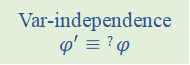 Var-independence
φ′ ≡ ?φ